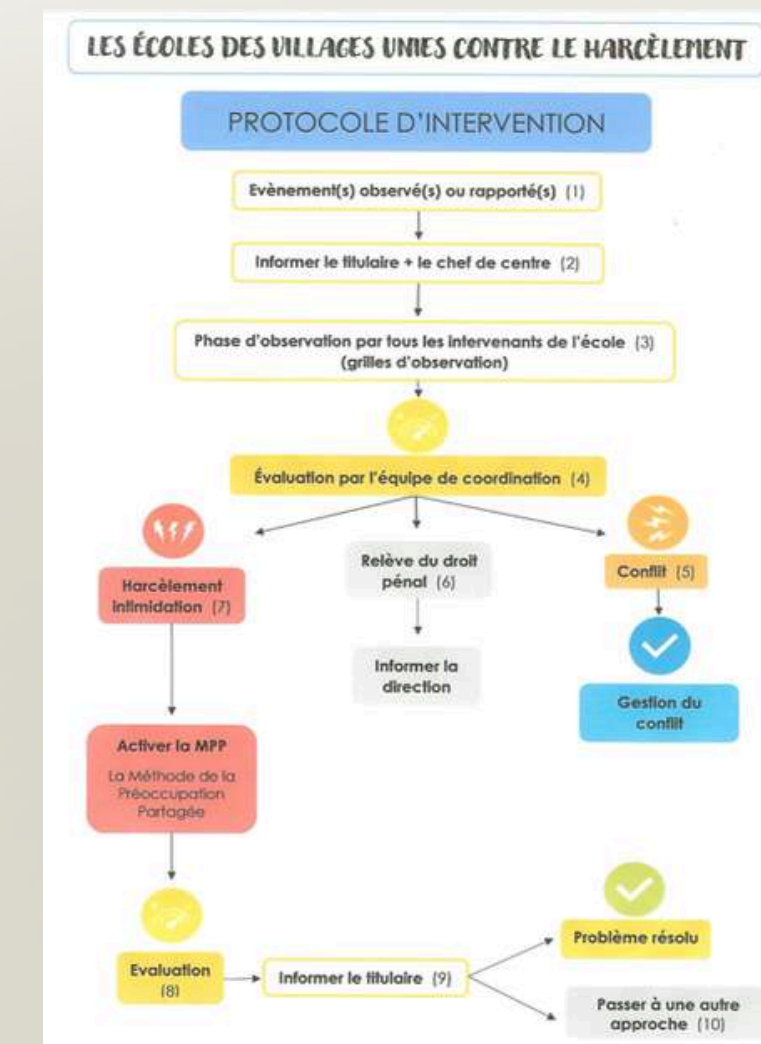 LES ÉCOLES DES VILLAGES UNIES CONTRE LE HARCÈLEMENT
PROTOCOLE D'INTERVENTION
Evènement(s) observé(s) ou rapporté(s) (1)
Informer le titulaire + le chef de centre (2)
Phase d'observation par tous les intervenants de l'école (3)
(grilles d'observation)
Évaluation par l'équipe de coordination (4)
Harcèlement
intimidation (7)
Relève du droit
pénal (6)
Conflit (5)
Informer la
direction
Gestion du
conflit
Activer la MPP
La Méthode de la
Préoccupation
Partagée
Evaluation
(8)
Informer le titulaire (9)
Problème résolu
Passer à une autre
approche (10)